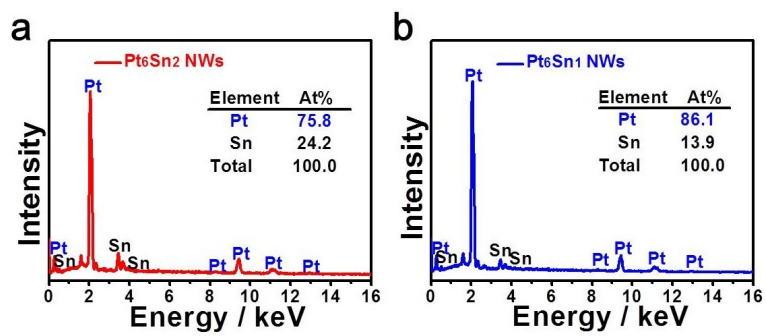 a
Pt6Sn2 NWs
Pt
Element At%
Pt 75.8
Sn 24.2
Total 100.0
Intensity
Pt
Sn
Sn
Sn
Pt
Pt
Pt
Pt
0 2 4 6 8 10 12 14 16
Energy / keV
b
Pt6Sn1 NWs
Pt
Element At%
Pt 86.1
Sn 13.9
Total 100.0
Intensity
Pt
Sn
Sn
Sn
Pt
Pt
Pt
Pt
0 2 4 6 8 10 12 14 16
Energy / keV